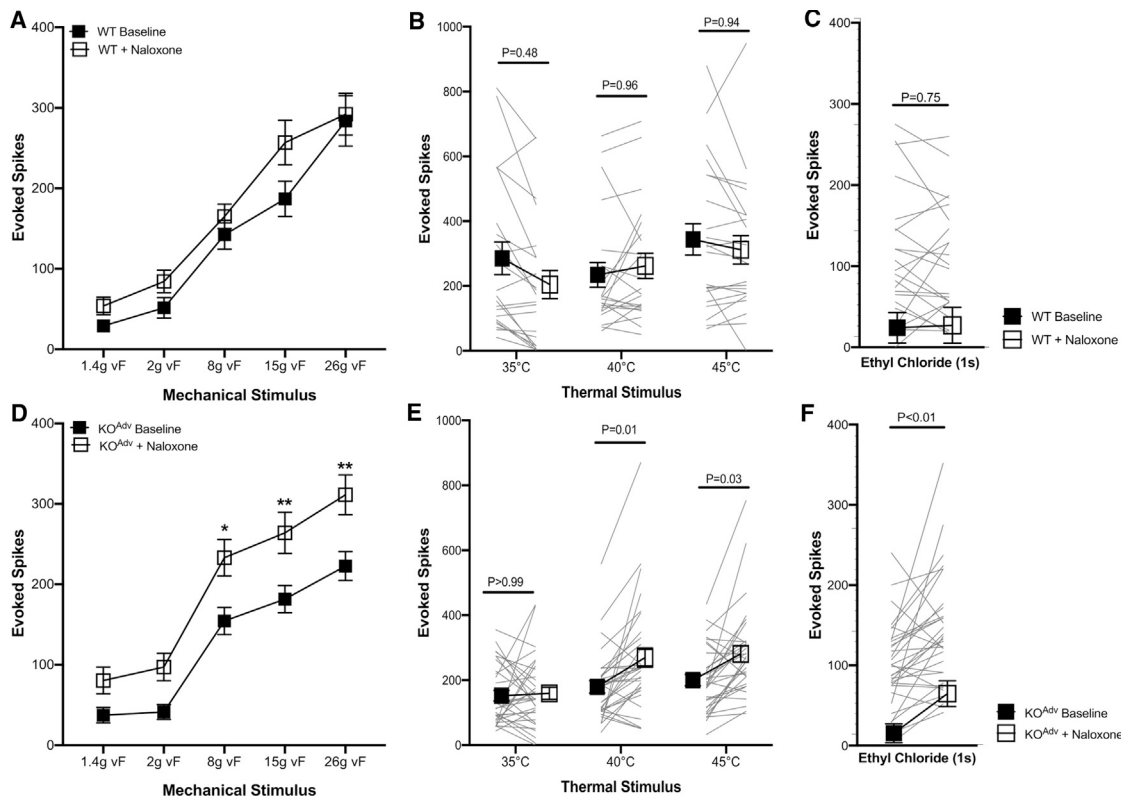 A
WT Baseline
WT + Naloxone
400
300
200
100
0
Evoked Spikes
1.4g vF
2g vF
8g vF
15g vF
26g vF
Mechanical Stimulus
B
1000
800
600
400
200
0
Evoked Spikes
P=0.48
P=0.96
P=0.94
35°C
40°C
45°C
Thermal Stimulus
C
400
300
200
100
0
Evoked Spikes
P=0.75
Ethyl Chloride (1s)
WT Baseline
WT + Naloxone
D
KO^Adv Baseline
KO^Adv + Naloxone
400
300
200
100
0
Evoked Spikes
*
**
**
1.4g vF
2g vF
8g vF
15g vF
26g vF
Mechanical Stimulus
E
1000
800
600
400
200
0
Evoked Spikes
P>0.99
P=0.01
P=0.03
35°C
40°C
45°C
Thermal Stimulus
F
400
300
200
100
0
Evoked Spikes
P<0.01
Ethyl Chloride (1s)
KO^Adv Baseline
KO^Adv + Naloxone